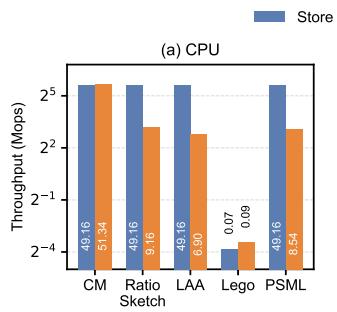 Store
(a) CPU
Throughput (Mops)
2^5
2^2
2^-1
2^-4
49.16
51.34
49.16
9.16
49.16
6.90
0.07
0.09
49.16
8.54
CM
Ratio
Sketch
LAA
Lego
PSML